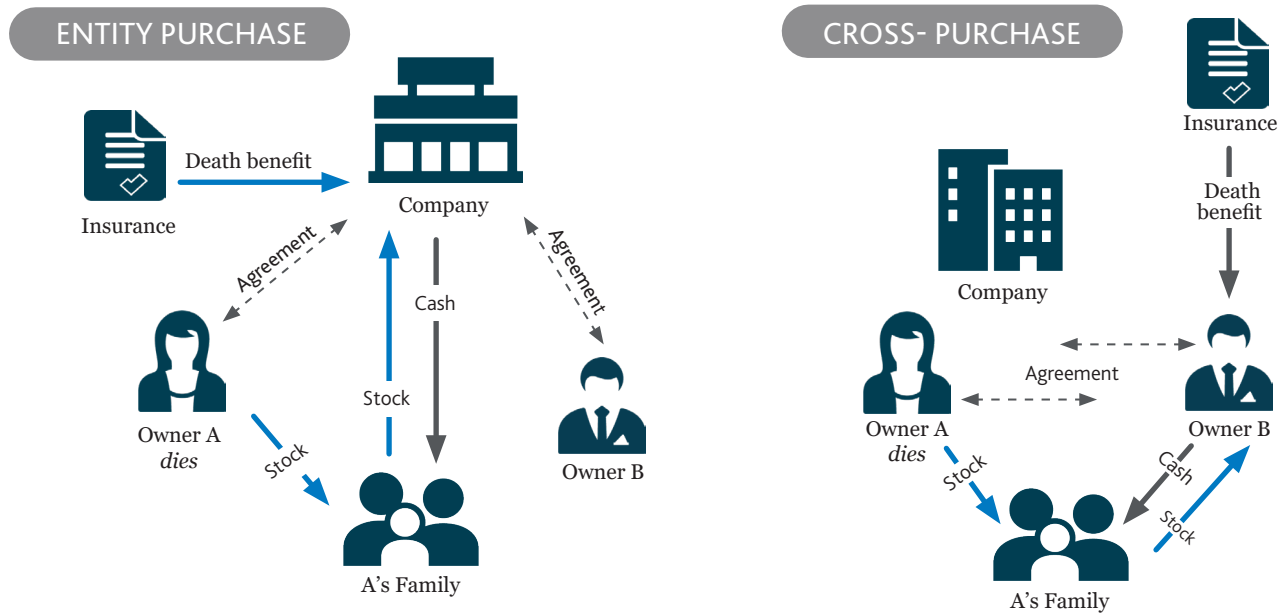 ENTITY PURCHASE
Death benefit
Insurance
Company
Agreement
Agreement
Cash
Stock
Owner A
dies
Stock
Owner B
A's Family
CROSS- PURCHASE
Insurance
Death
benefit
Company
Agreement
Owner A
dies
Owner B
Stock
Cash
Stock
A's Family